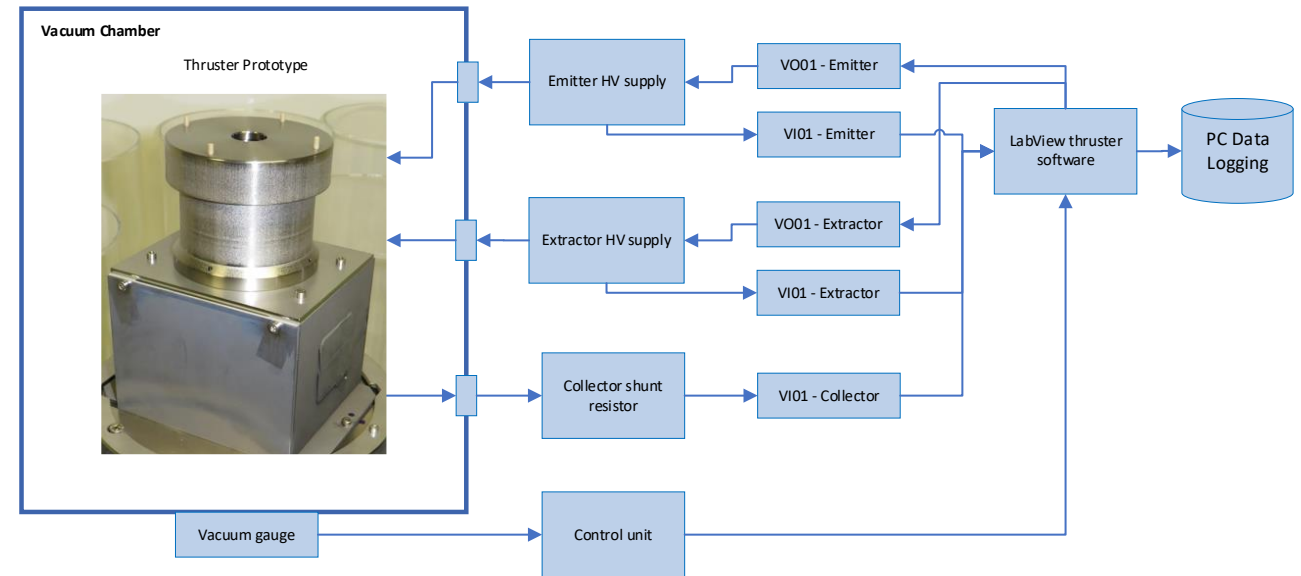 Vacuum Chamber
Thruster Prototype
Emitter HV supply
VO01 - Emitter
VI01 - Emitter
LabView thruster
software
PC Data
Logging
Extractor HV supply
VO01 - Extractor
VI01 - Extractor
Collector shunt
resistor
VI01 - Collector
Vacuum gauge
Control unit